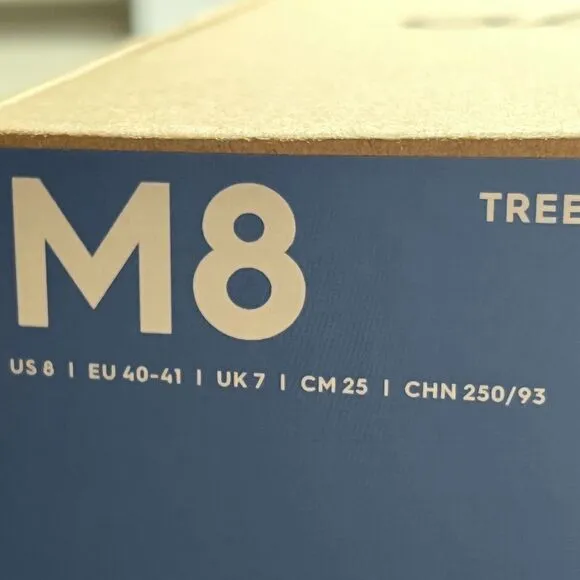 M8
TREE
US 8 | EU 40-41 | UK 7 | CM 25 | CHN 250/93